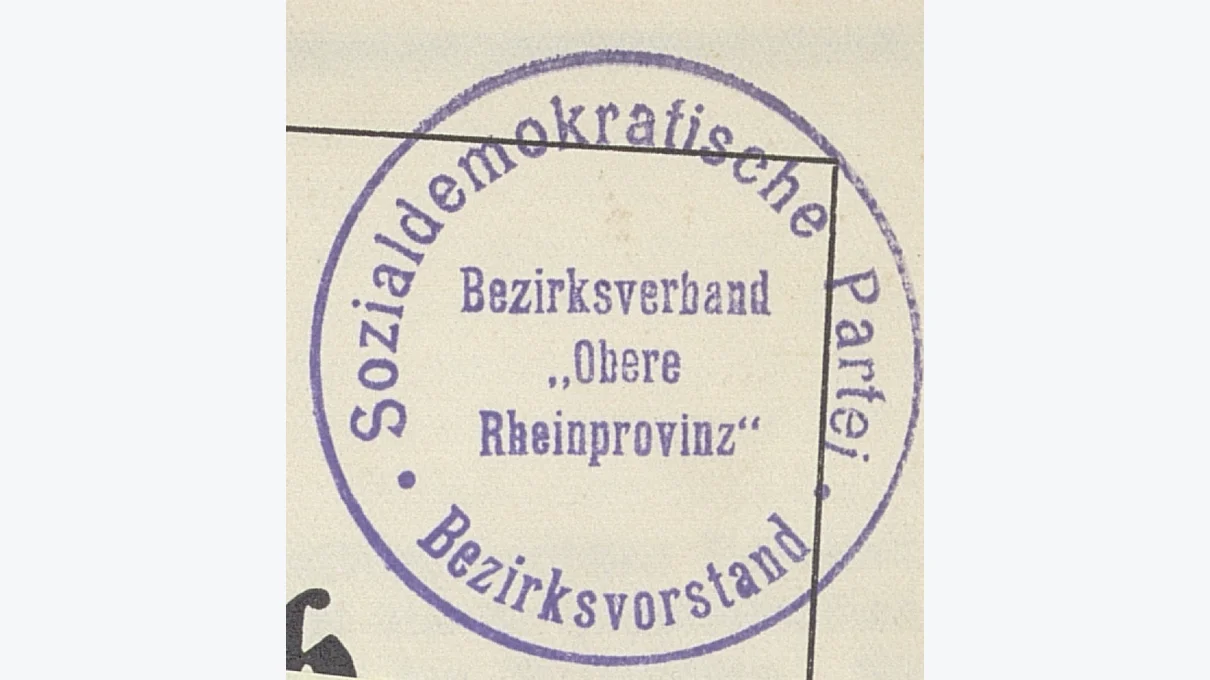 Sozialdemokratische Partei
Bezirksverband
„Obere
Rheinprovinz“
• Bezirksvorstand •